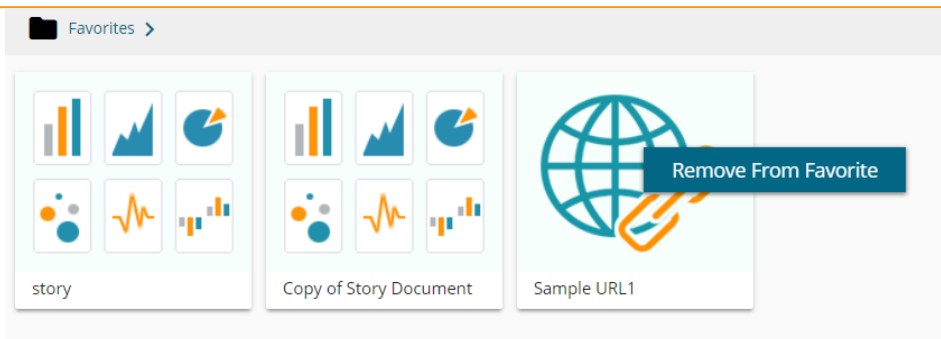 Favorites
Remove From Favorite
story
Copy of Story Document
Sample URL1